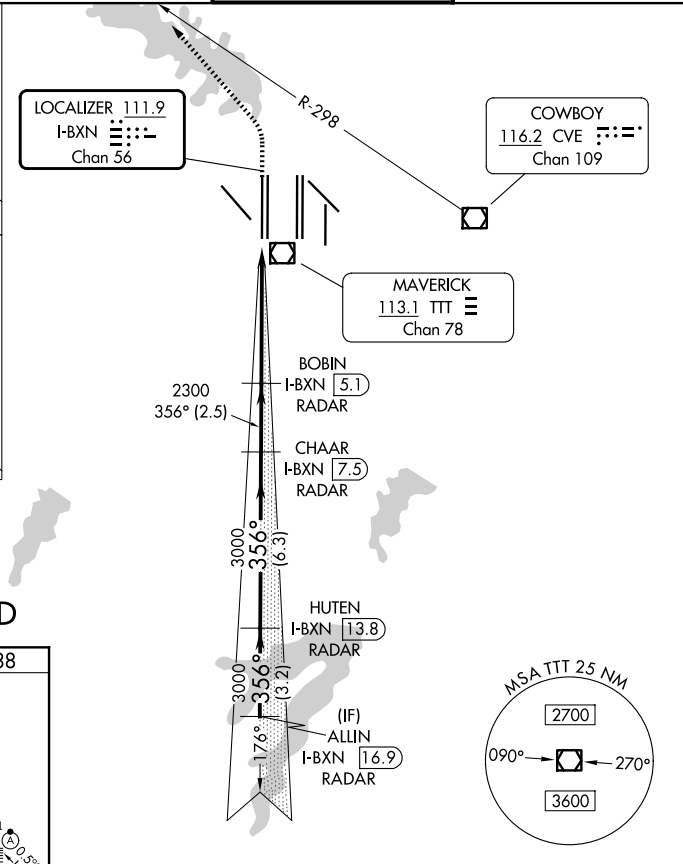 R-298
LOCALIZER 111.9
I-BXN
Chan 56
COWBOY
116.2 CVE
Chan 109
MAVERICK
113.1 TTT
Chan 78
BOBIN
I-BXN 5.1
RADAR
2300
356° (2.5)
CHAAR
I-BXN 7.5
RADAR
3000
356°
(6.3)
HUTEN
I-BXN 13.8
RADAR
3000
356°
(3.2)
(IF)
ALLIN
I-BXN 16.9
RADAR
176°
MSA TTT 25 NM
2700
090°
270°
3600
D
38
A
0.5°